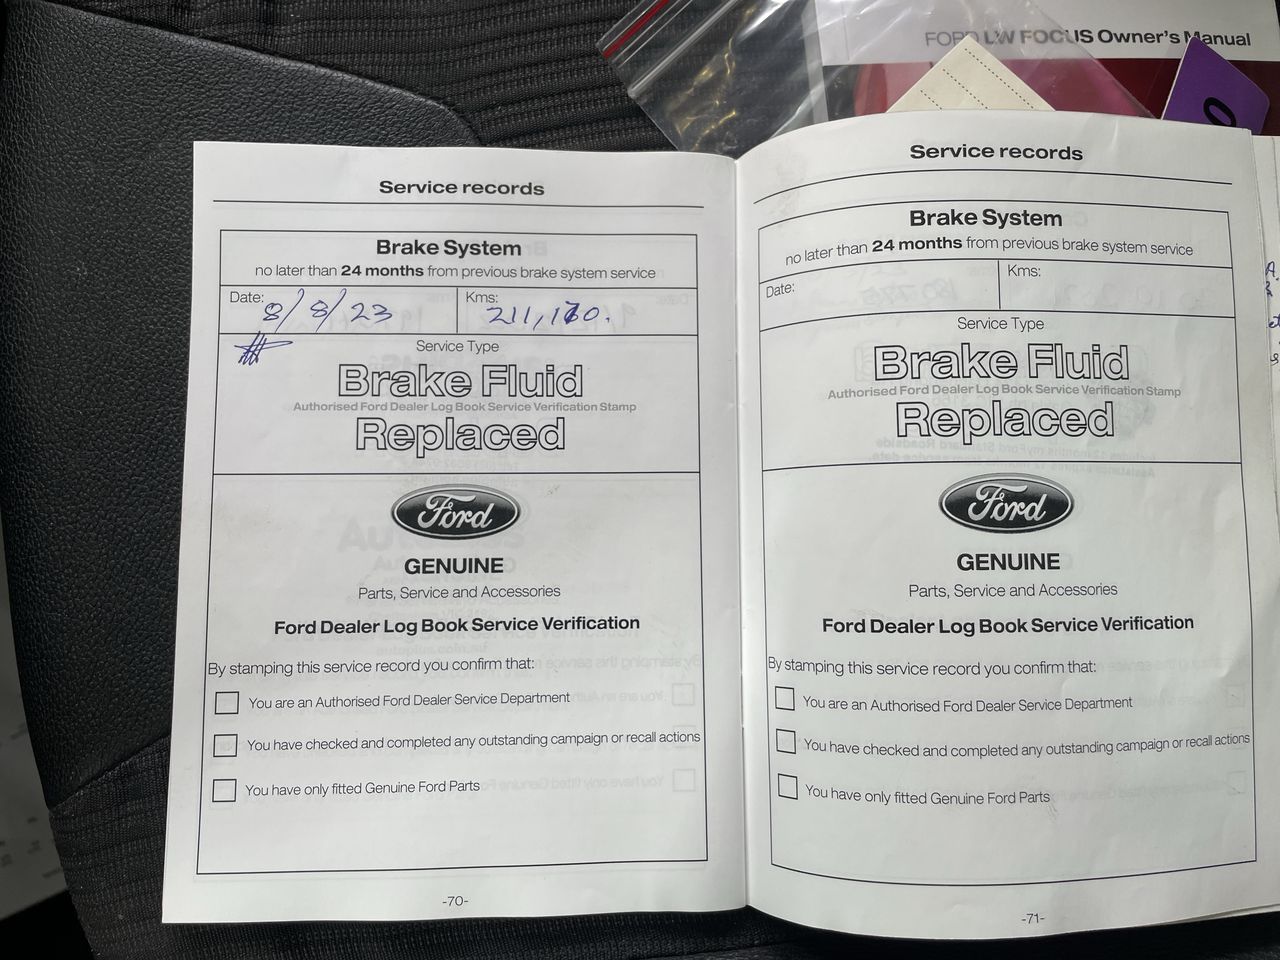 FORD LW FOCUS Owner's Manual
0
Service records
Brake System
no later than 24 months from previous brake system service
Date: 8/8/23
Kms: 211,170.
Service Type
Brake Fluid
Authorised Ford Dealer Log Book Service Verification Stamp
Replaced
Ford
GENUINE
Parts, Service and Accessories
Ford Dealer Log Book Service Verification
By stamping this service record you confirm that:
You are an Authorised Ford Dealer Service Department
You have checked and completed any outstanding campaign or recall actions
You have only fitted Genuine Ford Parts
-70-
Service records
Brake System
no later than 24 months from previous brake system service
Date:
Kms:
Service Type
Brake Fluid
Authorised Ford Dealer Log Book Service Verification Stamp
Replaced
Ford
GENUINE
Parts, Service and Accessories
Ford Dealer Log Book Service Verification
By stamping this service record you confirm that:
You are an Authorised Ford Dealer Service Department
You have checked and completed any outstanding campaign or recall actions
You have only fitted Genuine Ford Parts
-71-